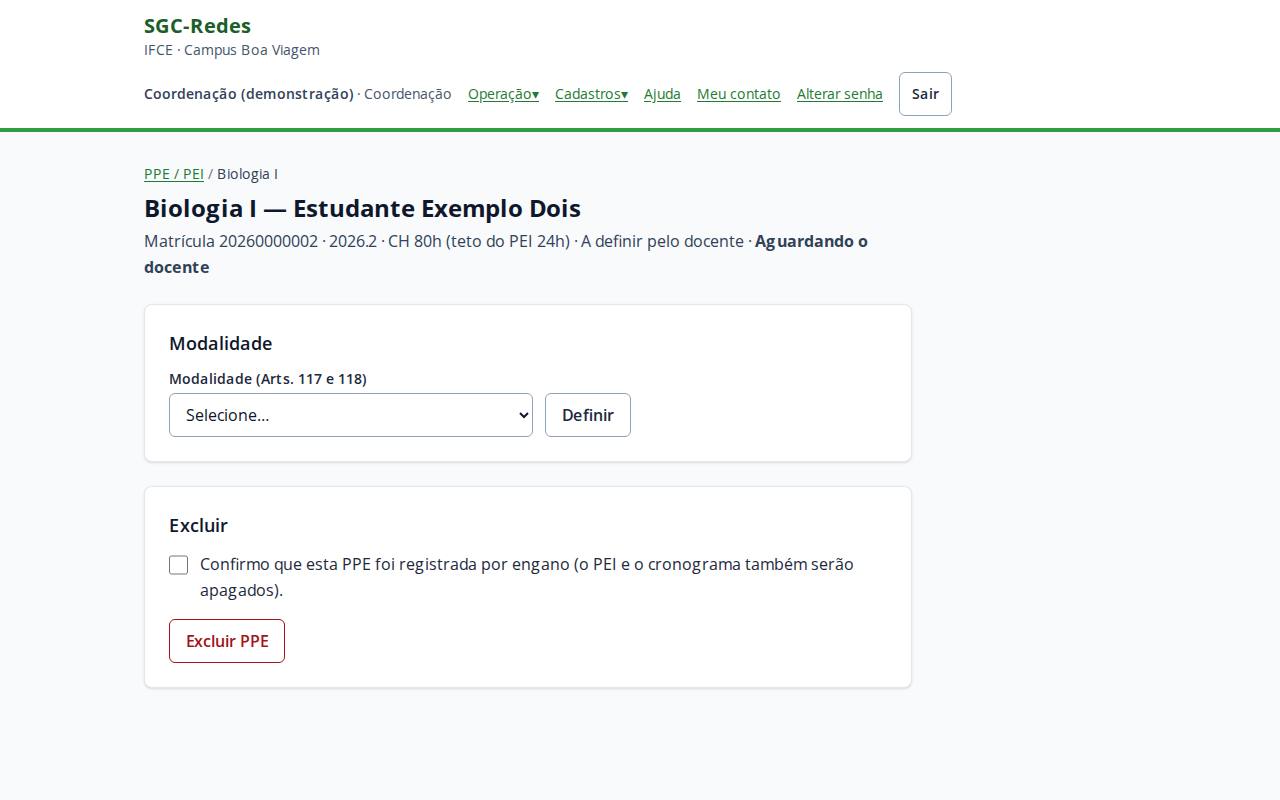 SGC-Redes
IFCE · Campus Boa Viagem
Coordenação (demonstração) · Coordenação Operação▾ Cadastros▾ Ajuda Meu contato Alterar senha Sair
PPE / PEI / Biologia I
Biologia I — Estudante Exemplo Dois
Matrícula 20260000002 · 2026.2 · CH 80h (teto do PEI 24h) · A definir pelo docente · Aguardando o
docente
Modalidade
Modalidade (Arts. 117 e 118)
Selecione... Definir
Excluir
Confirmo que esta PPE foi registrada por engano (o PEI e o cronograma também serão
apagados).
Excluir PPE